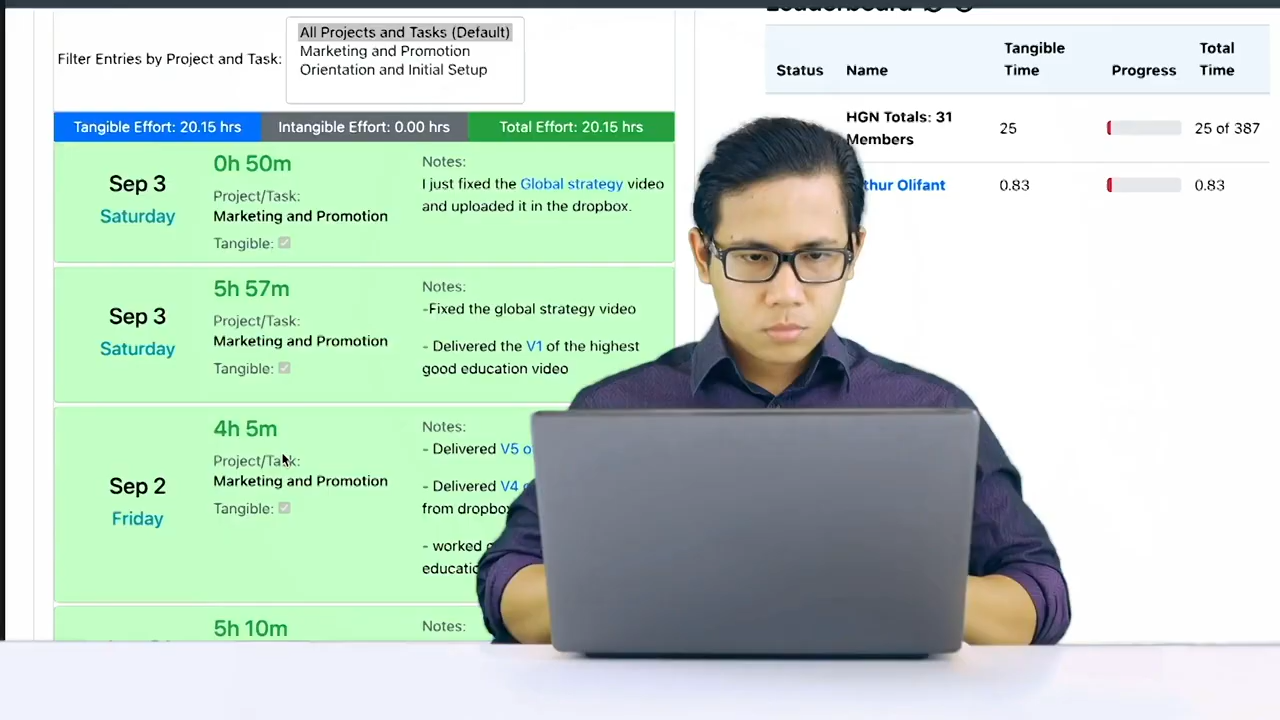 All Projects and Tasks (Default)
Filter Entries by Project and Task:
Marketing and Promotion
Orientation and Initial Setup
Tangible Effort: 20.15 hrs
Intangible Effort: 0.00 hrs
Total Effort: 20.15 hrs
Sep 3
Saturday
0h 50m
Project/Task:
Marketing and Promotion
Tangible:
Notes:
I just fixed the Global strategy video
and uploaded it in the dropbox.
Sep 3
Saturday
5h 57m
Project/Task:
Marketing and Promotion
Tangible:
Notes:
-Fixed the global strategy video
- Delivered the V1 of the highest
good education video
Sep 2
Friday
4h 5m
Project/Task:
Marketing and Promotion
Tangible:
Notes:
- Delivered V5
- Delivered V4
from
- worked
5h 10m
Notes:
Leaderboard
Status
Name
Tangible
Time
Progress
Total
Time
HGN Totals: 31
Members
25
25 of 387
Olifant
0.83
0.83